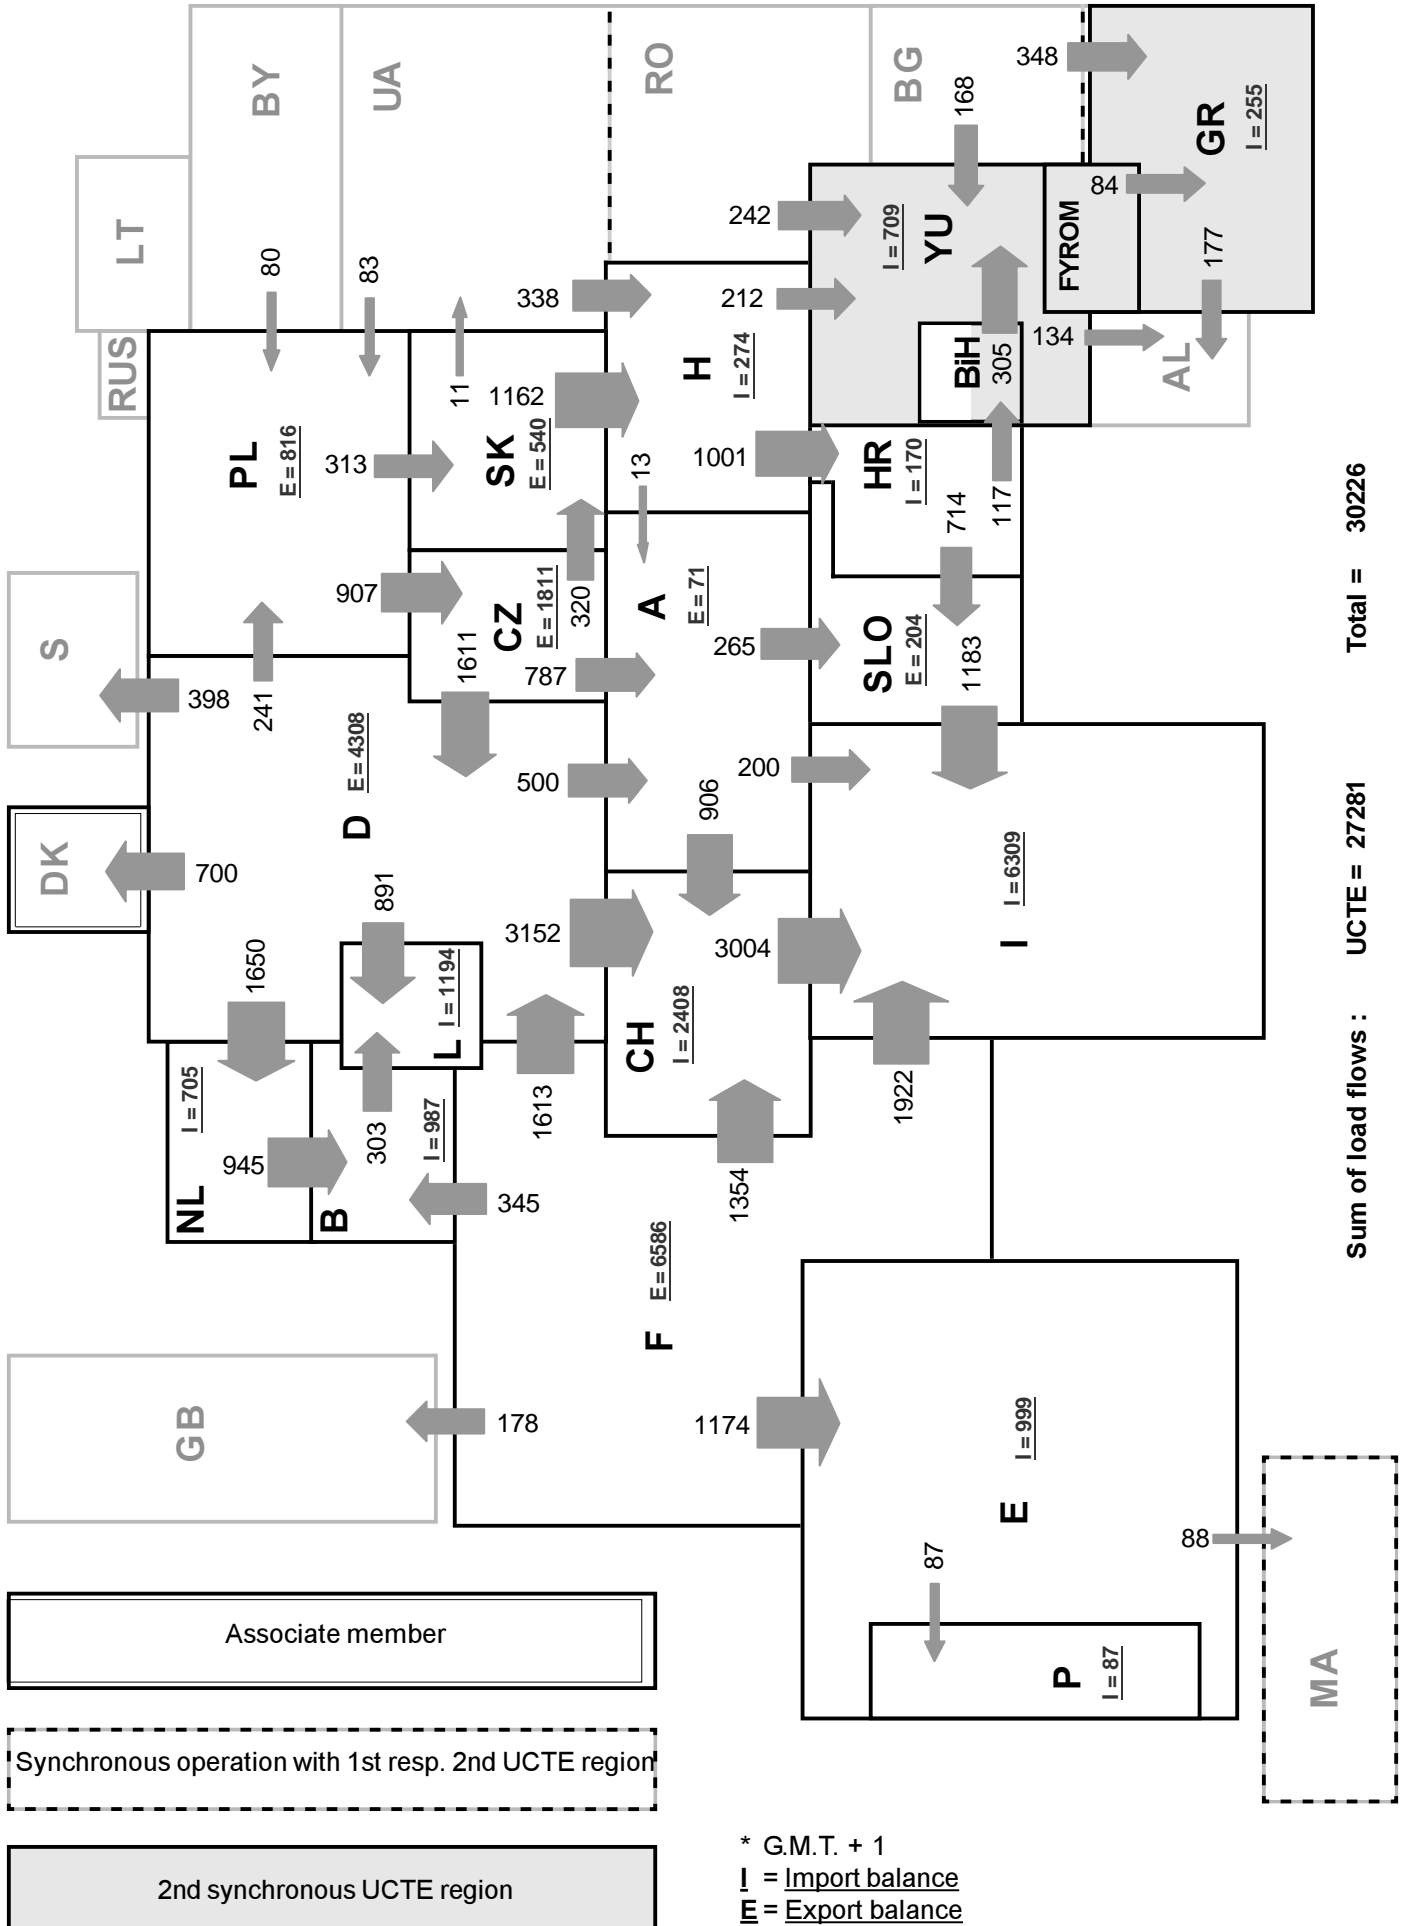 BY
UA
RO
BG
348
168
GR
I = 255
LT
80
83
242
I = 709
YU
84
FYROM
177
RUS
338
212
134
AL
11
H
I = 274
BiH
305
PL
E = 816
313
1162
SK
E = 540
13
1001
HR
I = 170
714
117
S
398
241
907
CZ
E = 1811
320
1611
787
A
E = 71
265
SLO
E = 204
1183
Total = 30226
D
E = 4308
500
200
906
DK
700
891
1650
3152
3004
I
I = 6309
UCTE = 27281
L
I = 1194
CH
I = 2408
NL
I = 705
945
303
B
I = 987
345
1613
1354
1922
Sum of load flows :
F
E = 6586
GB
178
1174
E
I = 999
87
88
P
I = 87
MA
Associate member
Synchronous operation with 1st resp. 2nd UCTE region
2nd synchronous UCTE region
* G.M.T. + 1
I = Import balance
E = Export balance